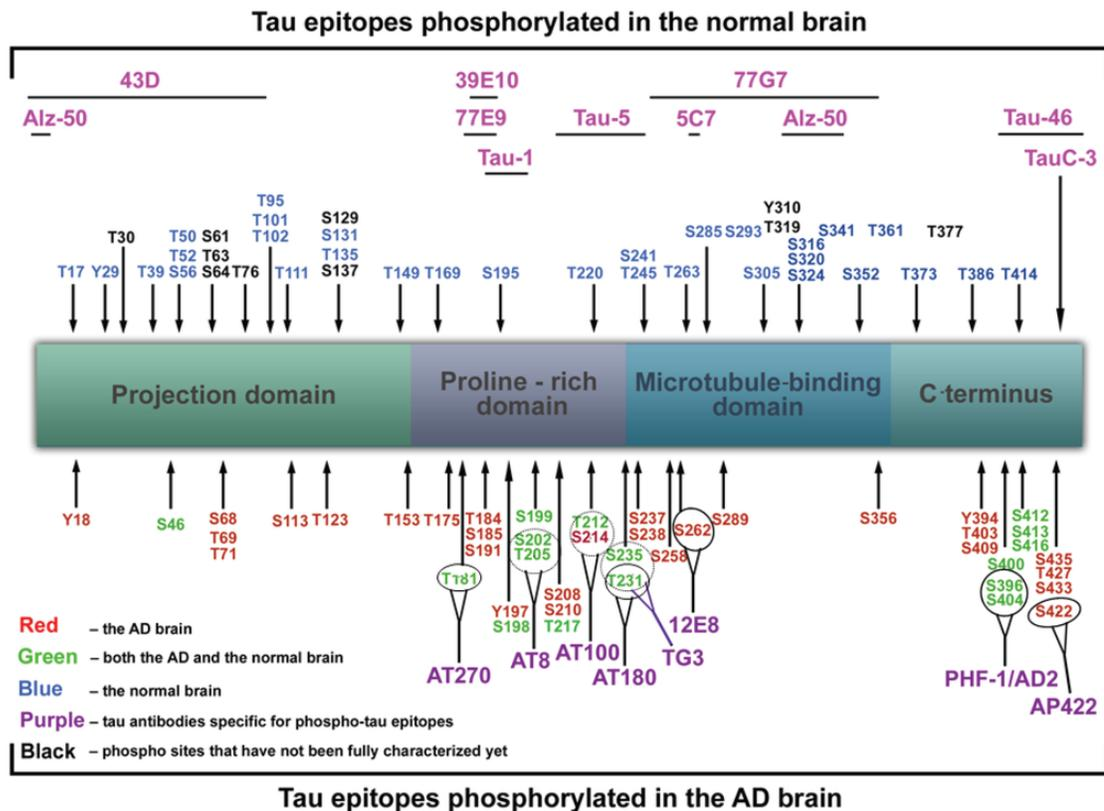 Tau epitopes phosphorylated in the normal brain
43D
39E10
77G7
Alz-50
77E9
Tau-5
5C7
Alz-50
Tau-46
Tau-1
TauC-3
T95
T101
T102
S129
S131
T135
S137
Y310
T319
S316
S320
S324
T30
T50
T52
S56
S61
T63
S64
T76
S241
T245
S285
S293
S341
T361
T377
T17
Y29
T39
T111
T149
T169
S195
T220
T263
S305
S352
T373
T386
T414
Projection domain
Proline - rich
domain
Microtubule-binding
domain
C-terminus
Y18
S46
S68
T69
T71
S113
T123
T153
T175
T181
T184
S185
S191
Y197
S198
S199
S202
T205
S208
S210
T217
T212
S214
S235
T231
S237
S238
S258
S262
S289
S356
Y394
T403
S409
S400
S396
S404
S412
S413
S416
S435
T427
S433
S422
AT270
AT8
AT100
AT180
TG3
12E8
PHF-1/AD2
AP422
Red – the AD brain
Green – both the AD and the normal brain
Blue – the normal brain
Purple – tau antibodies specific for phospho-tau epitopes
Black – phospho sites that have not been fully characterized yet
Tau epitopes phosphorylated in the AD brain